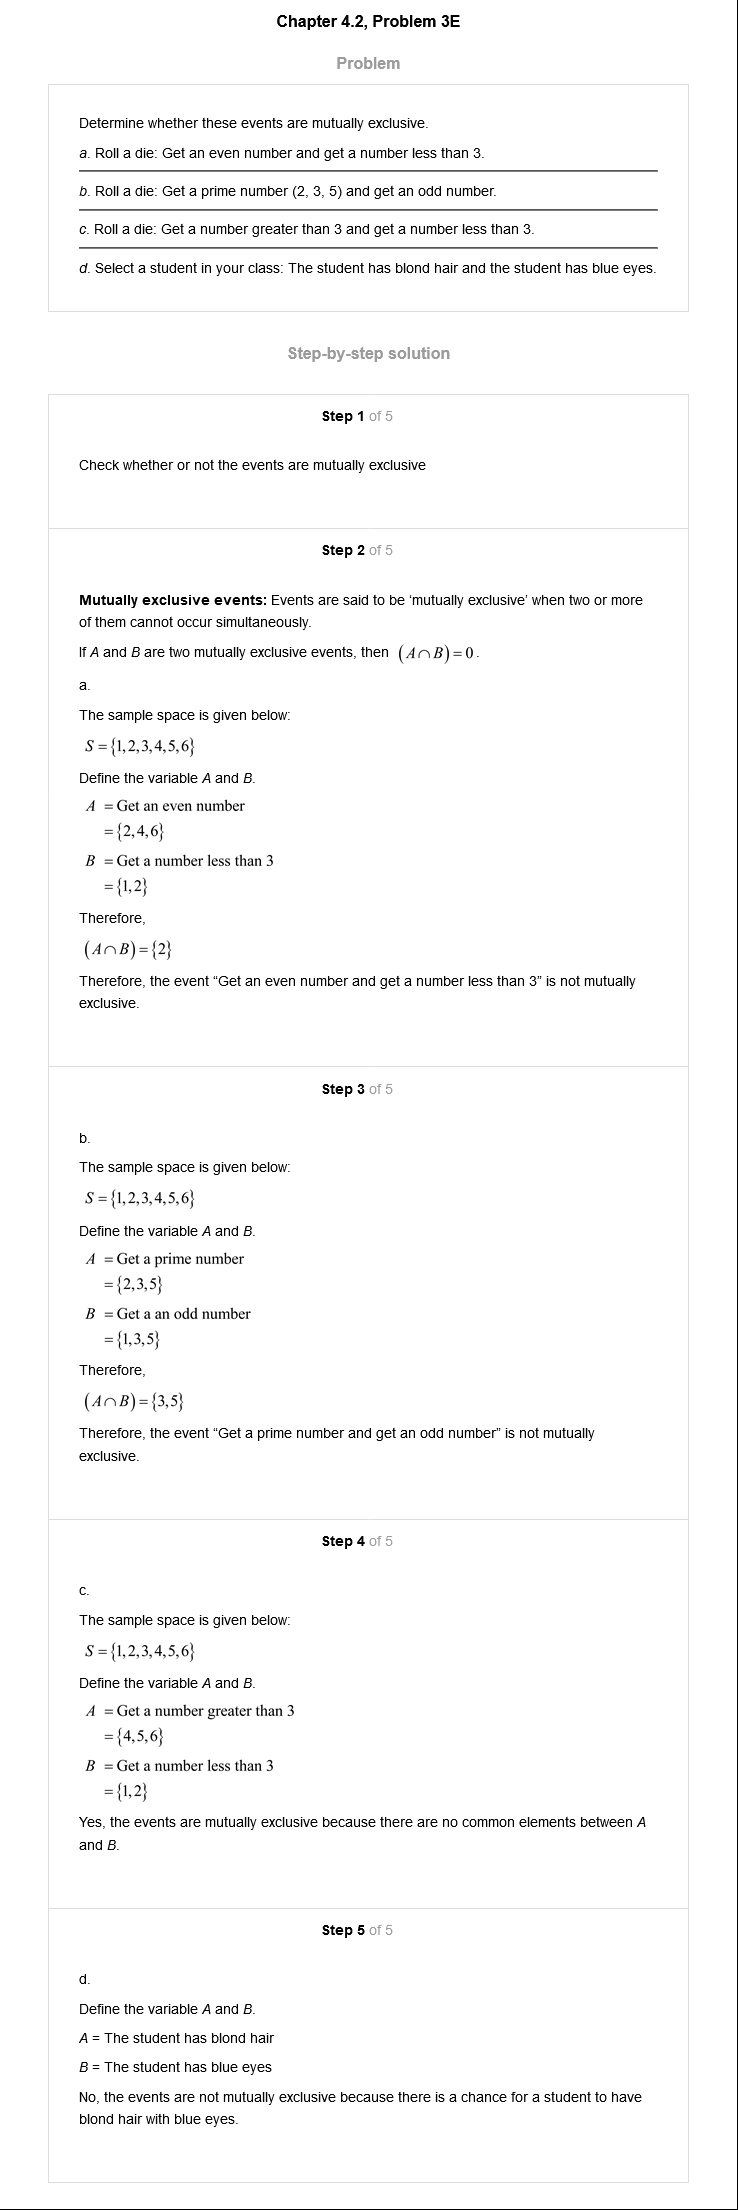 Chapter 4.2, Problem 3E
Problem
Determine whether these events are mutually exclusive.
a. Roll a die: Get an even number and get a number less than 3.
b. Roll a die: Get a prime number (2, 3, 5) and get an odd number.
c. Roll a die: Get a number greater than 3 and get a number less than 3.
d. Select a student in your class: The student has blond hair and the student has blue eyes.
Step-by-step solution
Step 1 of 5
Check whether or not the events are mutually exclusive
Step 2 of 5
Mutually exclusive events: Events are said to be ‘mutually exclusive’ when two or more
of them cannot occur simultaneously.
If A and B are two mutually exclusive events, then (A∩B)=0.
a.
The sample space is given below:
S={1,2,3,4,5,6}
Define the variable A and B.
A = Get an even number
={2,4,6}
B = Get a number less than 3
={1,2}
Therefore,
(A∩B)={2}
Therefore, the event “Get an even number and get a number less than 3” is not mutually
exclusive.
Step 3 of 5
b.
The sample space is given below:
S={1,2,3,4,5,6}
Define the variable A and B.
A = Get a prime number
={2,3,5}
B = Get a an odd number
={1,3,5}
Therefore,
(A∩B)={3,5}
Therefore, the event “Get a prime number and get an odd number” is not mutually
exclusive.
Step 4 of 5
c.
The sample space is given below:
S={1,2,3,4,5,6}
Define the variable A and B.
A = Get a number greater than 3
={4,5,6}
B = Get a number less than 3
={1,2}
Yes, the events are mutually exclusive because there are no common elements between A
and B.
Step 5 of 5
d.
Define the variable A and B.
A = The student has blond hair
B = The student has blue eyes
No, the events are not mutually exclusive because there is a chance for a student to have
blond hair with blue eyes.